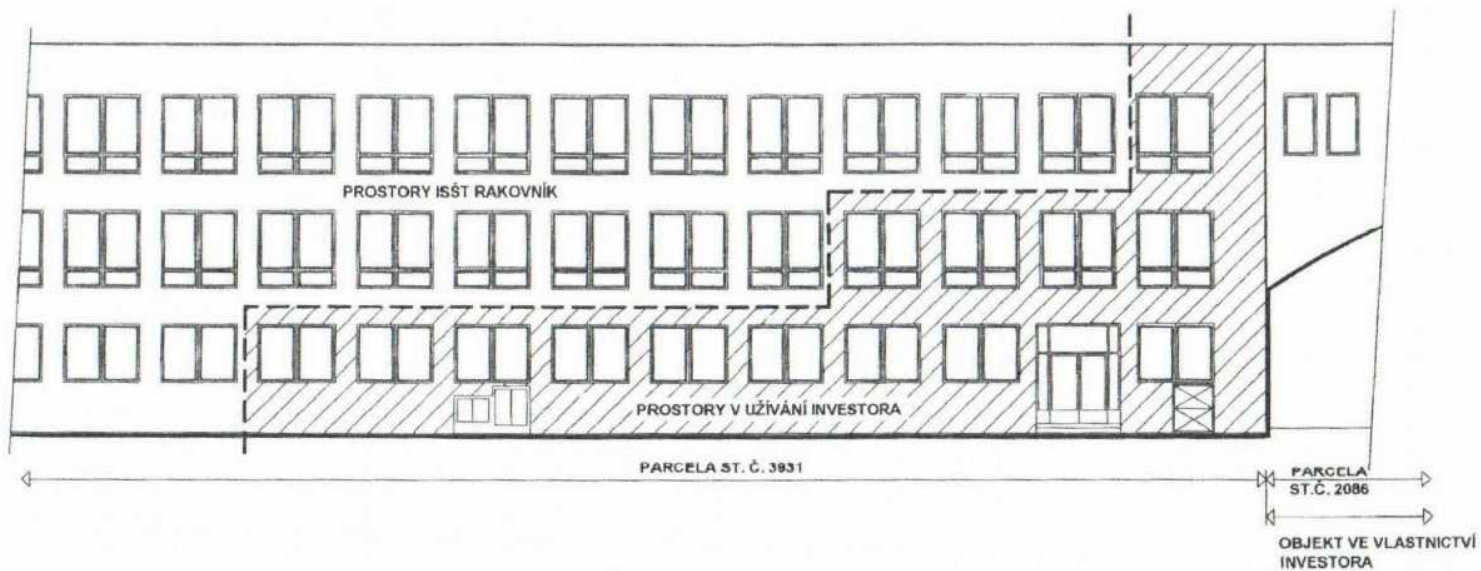 PROSTORY ISŠT RAKOVNÍK
PROSTORY V UŽÍVÁNÍ INVESTORA
PARCELA ST. Č. 3931
PARCELA
ST.Č. 2086
OBJEKT VE VLASTNICTVÍ
INVESTORA